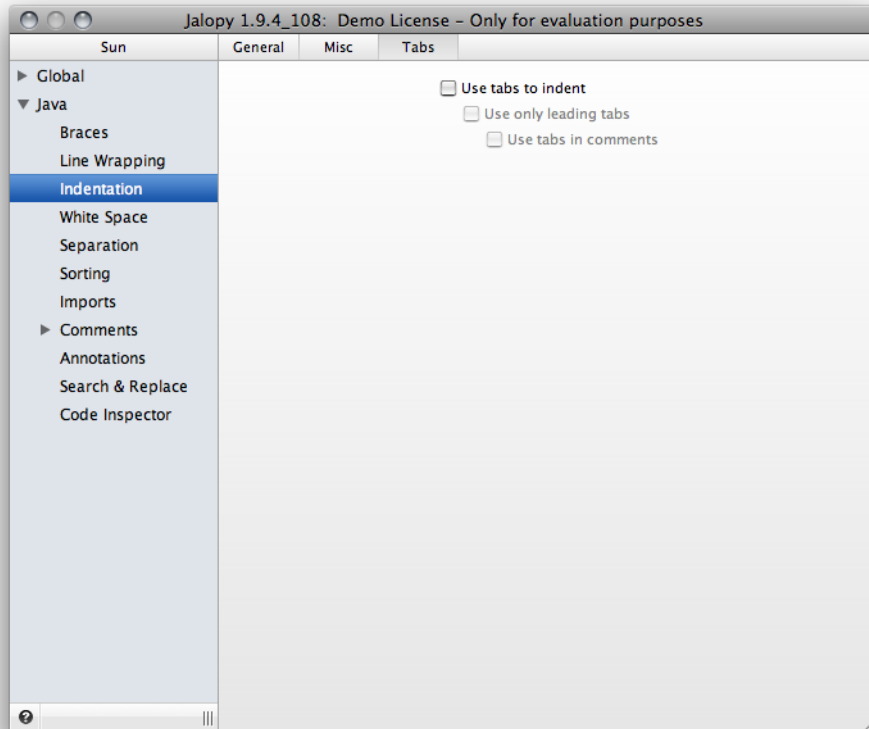 Jalopy 1.9.4_108:  Demo License – Only for evaluation purposes
Sun
General
Misc
Tabs
Global
Java
Braces
Line Wrapping
Indentation
White Space
Separation
Sorting
Imports
Comments
Annotations
Search & Replace
Code Inspector
Use tabs to indent
Use only leading tabs
Use tabs in comments
?